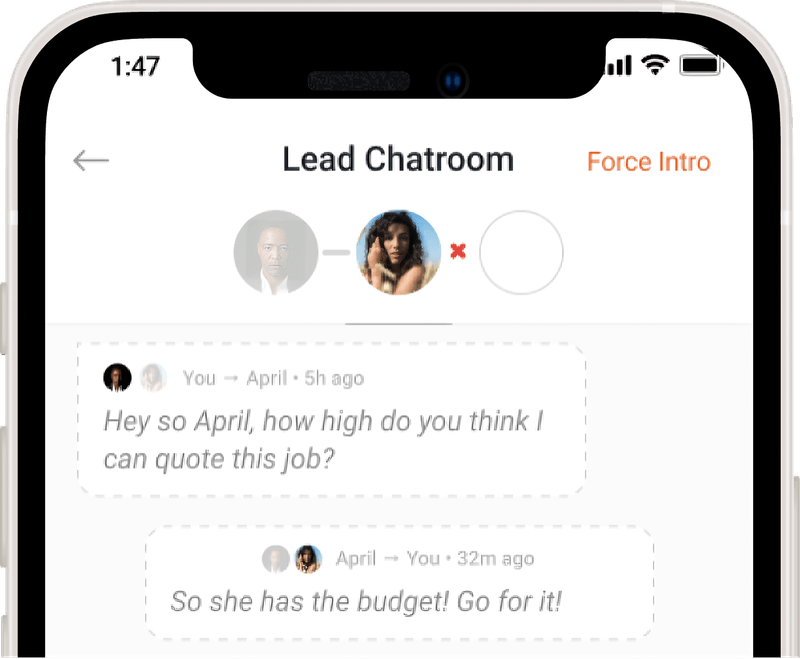 1:47
Lead Chatroom
Force Intro
You → April • 5h ago
Hey so April, how high do you think I
can quote this job?
April → You • 32m ago
So she has the budget! Go for it!